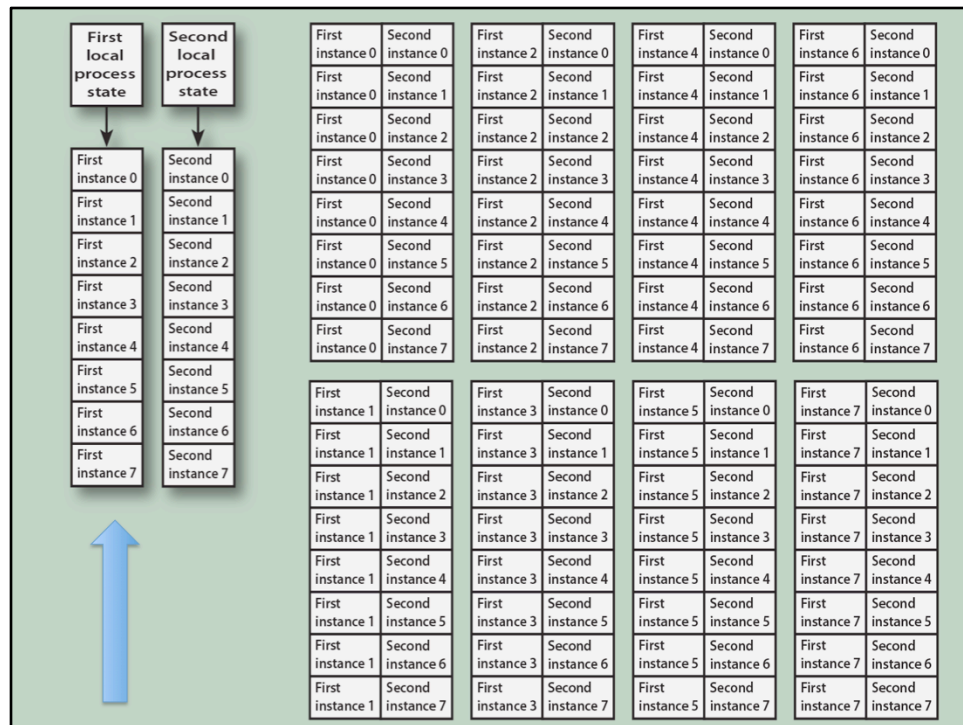 First
local
process
state
Second
local
process
state
First
instance 0
First
instance 1
First
instance 2
First
instance 3
First
instance 4
First
instance 5
First
instance 6
First
instance 7
Second
instance 0
Second
instance 1
Second
instance 2
Second
instance 3
Second
instance 4
Second
instance 5
Second
instance 6
Second
instance 7
First Second
instance 0 instance 0
First Second
instance 0 instance 1
First Second
instance 0 instance 2
First Second
instance 0 instance 3
First Second
instance 0 instance 4
First Second
instance 0 instance 5
First Second
instance 0 instance 6
First Second
instance 0 instance 7
First Second
instance 2 instance 0
First Second
instance 2 instance 1
First Second
instance 2 instance 2
First Second
instance 2 instance 3
First Second
instance 2 instance 4
First Second
instance 2 instance 5
First Second
instance 2 instance 6
First Second
instance 2 instance 7
First Second
instance 4 instance 0
First Second
instance 4 instance 1
First Second
instance 4 instance 2
First Second
instance 4 instance 3
First Second
instance 4 instance 4
First Second
instance 4 instance 5
First Second
instance 4 instance 6
First Second
instance 4 instance 7
First Second
instance 6 instance 0
First Second
instance 6 instance 1
First Second
instance 6 instance 2
First Second
instance 6 instance 3
First Second
instance 6 instance 4
First Second
instance 6 instance 5
First Second
instance 6 instance 6
First Second
instance 6 instance 7
First Second
instance 1 instance 0
First Second
instance 1 instance 1
First Second
instance 1 instance 2
First Second
instance 1 instance 3
First Second
instance 1 instance 4
First Second
instance 1 instance 5
First Second
instance 1 instance 6
First Second
instance 1 instance 7
First Second
instance 3 instance 0
First Second
instance 3 instance 1
First Second
instance 3 instance 2
First Second
instance 3 instance 3
First Second
instance 3 instance 4
First Second
instance 3 instance 5
First Second
instance 3 instance 6
First Second
instance 3 instance 7
First Second
instance 5 instance 0
First Second
instance 5 instance 1
First Second
instance 5 instance 2
First Second
instance 5 instance 3
First Second
instance 5 instance 4
First Second
instance 5 instance 5
First Second
instance 5 instance 6
First Second
instance 5 instance 7
First Second
instance 7 instance 0
First Second
instance 7 instance 1
First Second
instance 7 instance 2
First Second
instance 7 instance 3
First Second
instance 7 instance 4
First Second
instance 7 instance 5
First Second
instance 7 instance 6
First Second
instance 7 instance 7